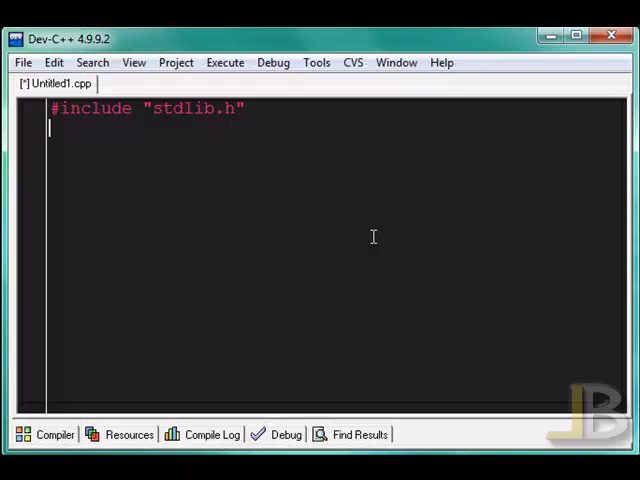 Dev-C++ 4.9.9.2
File Edit Search View Project Execute Debug Tools CVS Window Help
[*] Untitled1.cpp
#include "stdlib.h"
Compiler Resources Compile Log Debug Find Results
LB